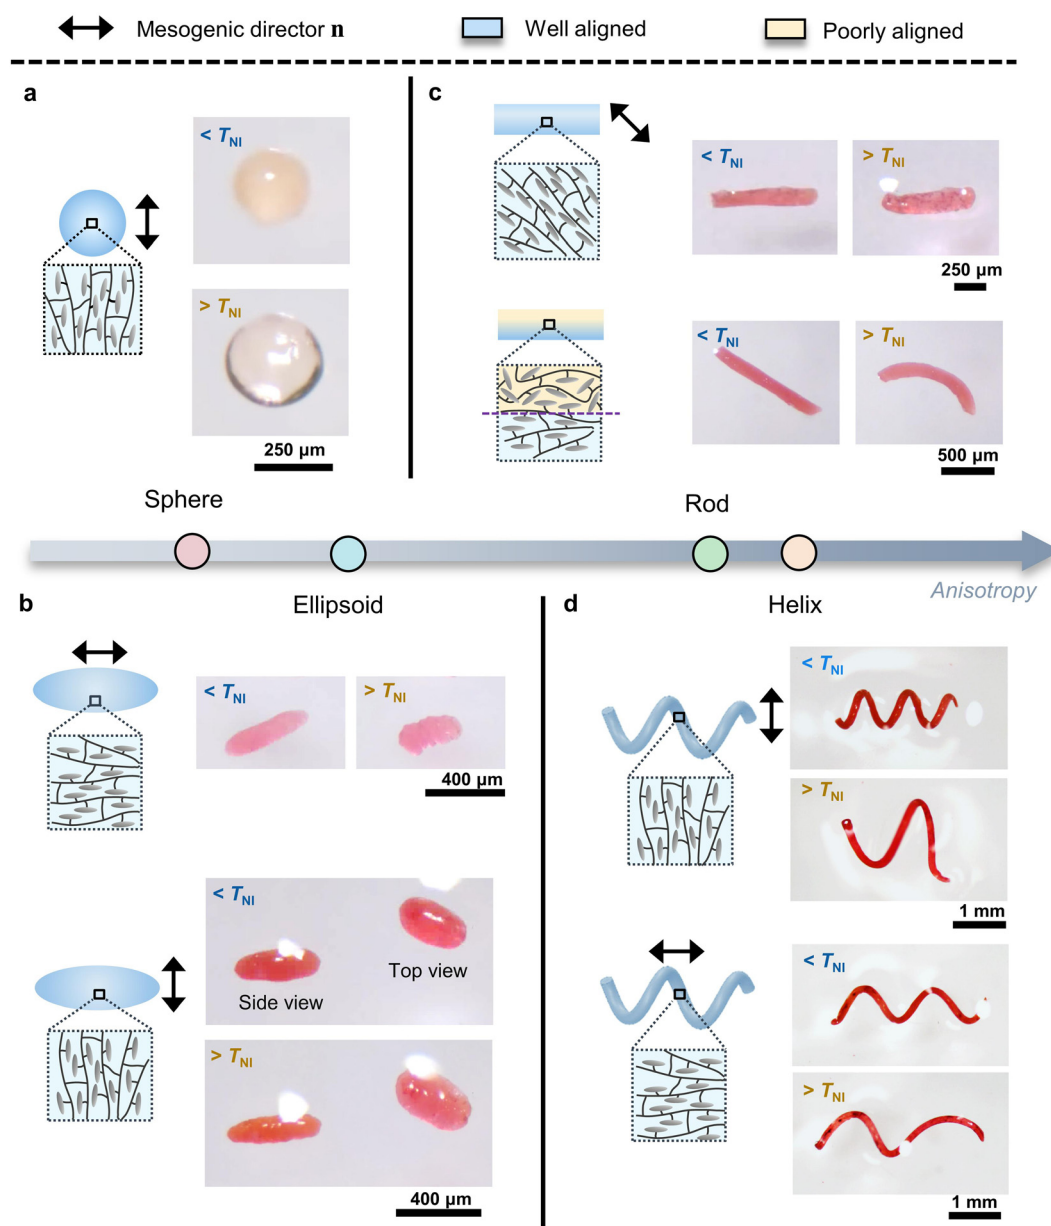 Mesogenic director n
Well aligned
Poorly aligned
a
< TNI
> TNI
250 μm
c
< TNI
> TNI
250 μm
< TNI
> TNI
500 μm
Sphere
Rod
Anisotropy
b
Ellipsoid
< TNI
> TNI
400 μm
< TNI
Side view
Top view
> TNI
400 μm
d
Helix
< TNI
> TNI
1 mm
< TNI
> TNI
1 mm